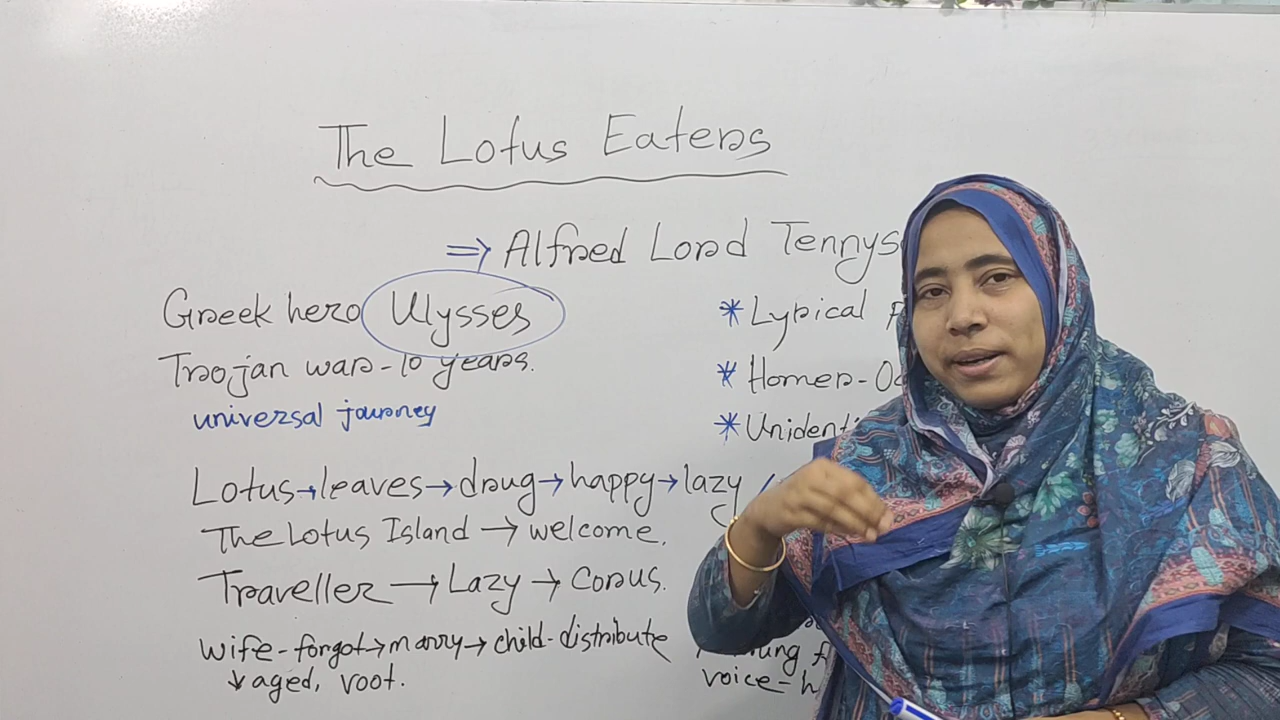 The Lotus Eaters
⇒ Alfred Lord Tennys
Greek hero Ulysses
Trojan war - 10 years.
universal journey
* Lyrical
* Homer -
* Unidenti
Lotus → leaves → drug → happy → lazy
The Lotus Island → welcome.
Traveller → Lazy → Corus.
wife - forgot → marry → child - distribute
↓ aged, root.
voice - h